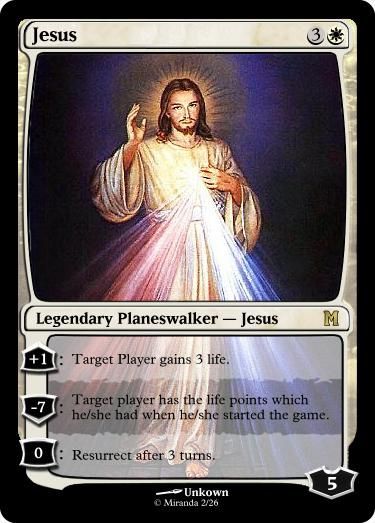 Jesus 3
Legendary Planeswalker — Jesus M
+1: Target Player gains 3 life.
-7: Target player has the life points which
he/she had when he/she started the game.
0: Resurrect after 3 turns.
5
Unkown
© Miranda 2/26